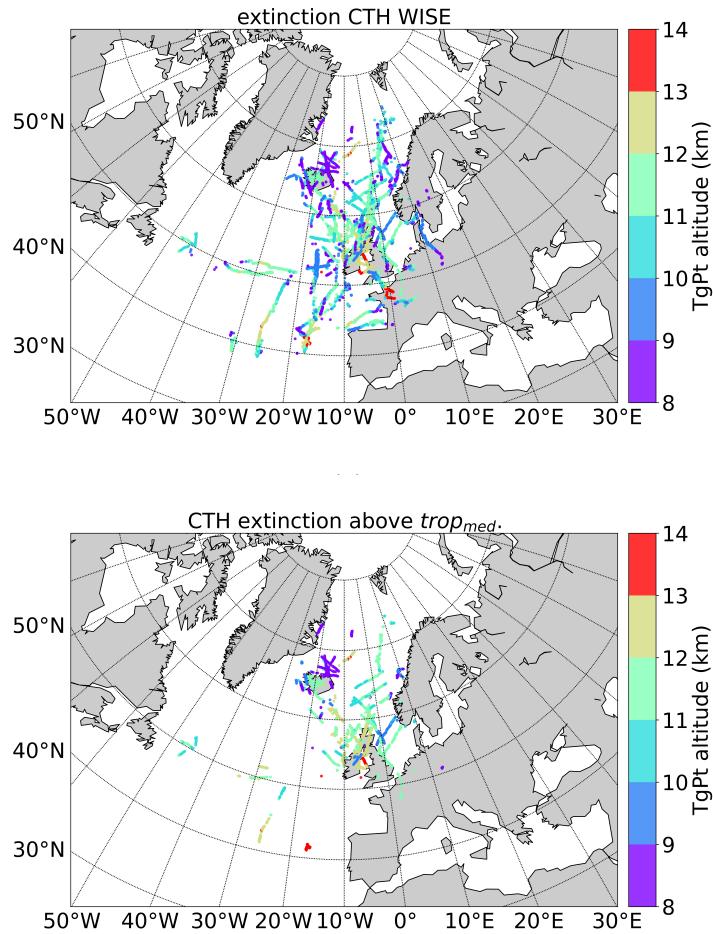 extinction CTH WISE
50°N
40°N
30°N
50°W 40°W 30°W 20°W 10°W 0° 10°E 20°E 30°E
14
13
12
11
10
9
8
TgPt altitude (km)
CTH extinction above trop_med.
50°N
40°N
30°N
50°W 40°W 30°W 20°W 10°W 0° 10°E 20°E 30°E
14
13
12
11
10
9
8
TgPt altitude (km)